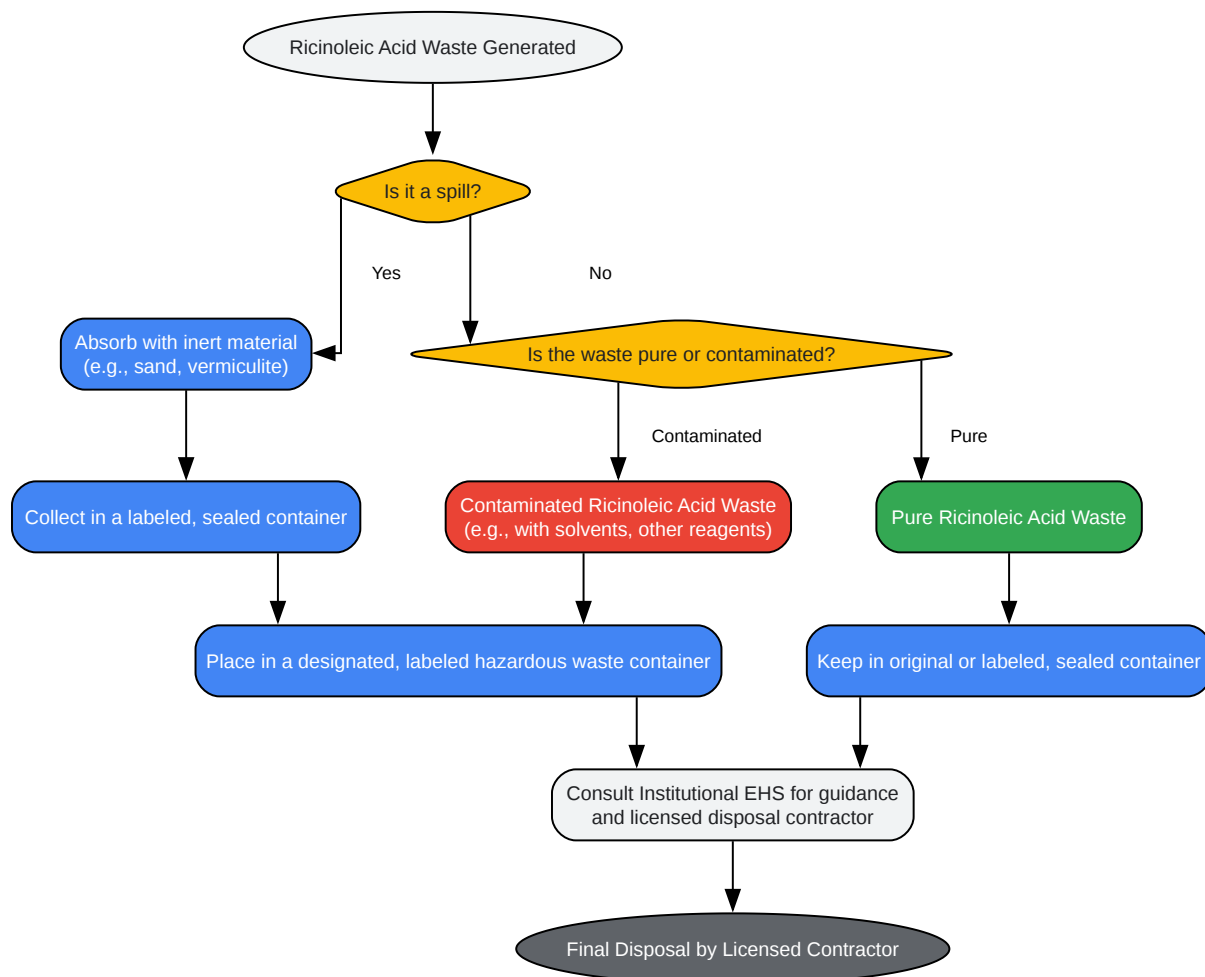 Ricinoleic Acid Waste Generated
Is it a spill?
Yes
No
Absorb with inert material
(e.g., sand, vermiculite)
Is the waste pure or contaminated?
Contaminated
Pure
Collect in a labeled, sealed container
Contaminated Ricinoleic Acid Waste
(e.g., with solvents, other reagents)
Pure Ricinoleic Acid Waste
Place in a designated, labeled hazardous waste container
Keep in original or labeled, sealed container
Consult Institutional EHS for guidance
and licensed disposal contractor
Final Disposal by Licensed Contractor